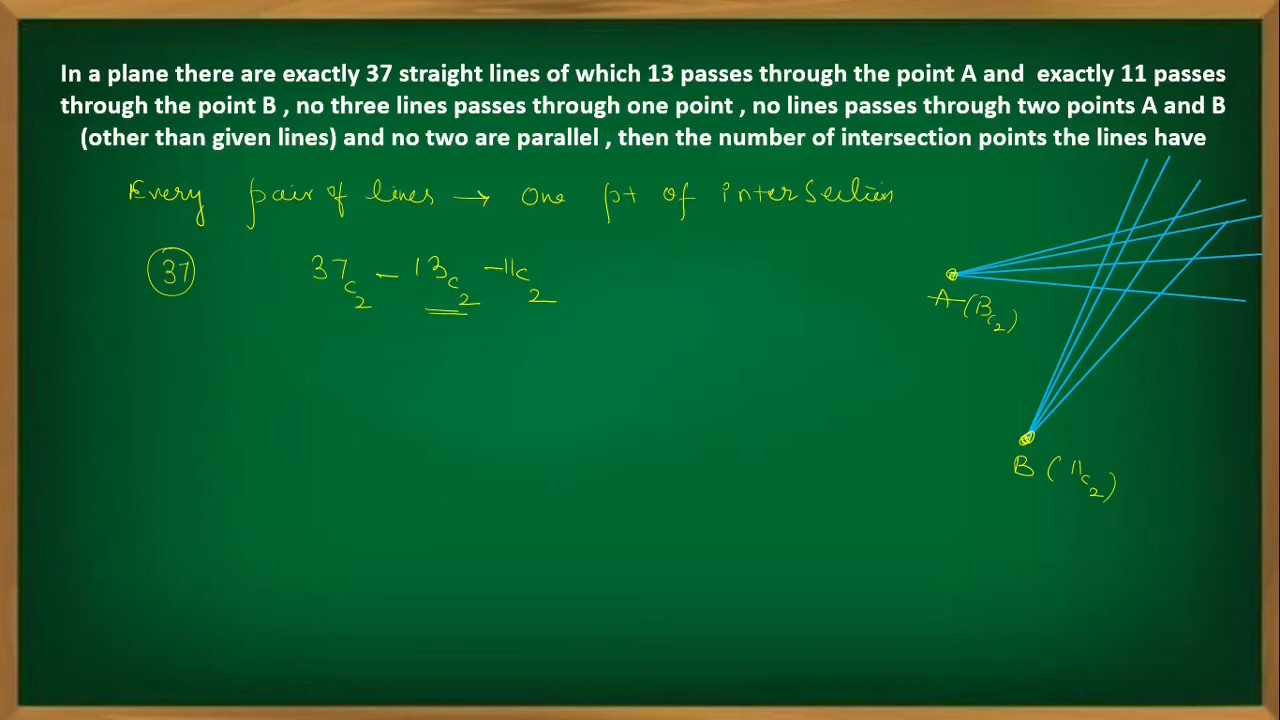 In a plane there are exactly 37 straight lines of which 13 passes through the point A and exactly 11 passes
through the point B , no three lines passes through one point , no lines passes through two points A and B
(other than given lines) and no two are parallel , then the number of intersection points the lines have
Every pair of lines → one pt of intersection
37 37c2 - 13c2 - 11c2
A (13c2)
B (11c2)